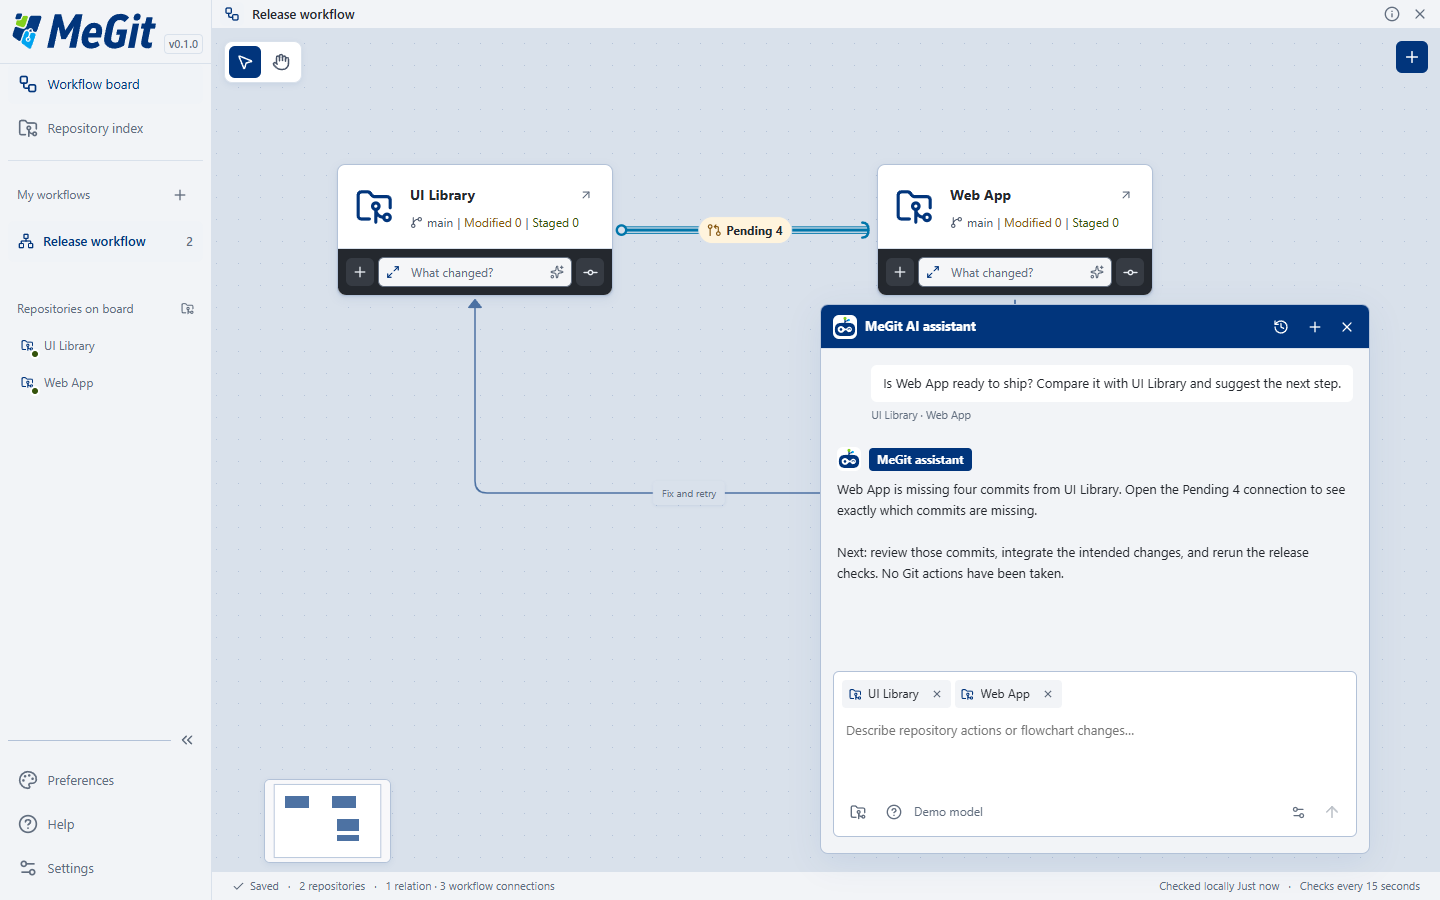 MeGit
v0.1.0
Workflow board
Repository index
My workflows
Release workflow 2
Repositories on board
UI Library
Web App
Preferences
Help
Settings
Release workflow
UI Library
main | Modified 0 | Staged 0
What changed?
Pending 4
Web App
main | Modified 0 | Staged 0
What changed?
Fix and retry
MeGit AI assistant
Is Web App ready to ship? Compare it with UI Library and suggest the next step.
UI Library · Web App
MeGit assistant
Web App is missing four commits from UI Library. Open the Pending 4 connection to see
exactly which commits are missing.
Next: review those commits, integrate the intended changes, and rerun the release
checks. No Git actions have been taken.
UI Library
Web App
Describe repository actions or flowchart changes...
Demo model
Saved · 2 repositories · 1 relation · 3 workflow connections
Checked locally Just now · Checks every 15 seconds